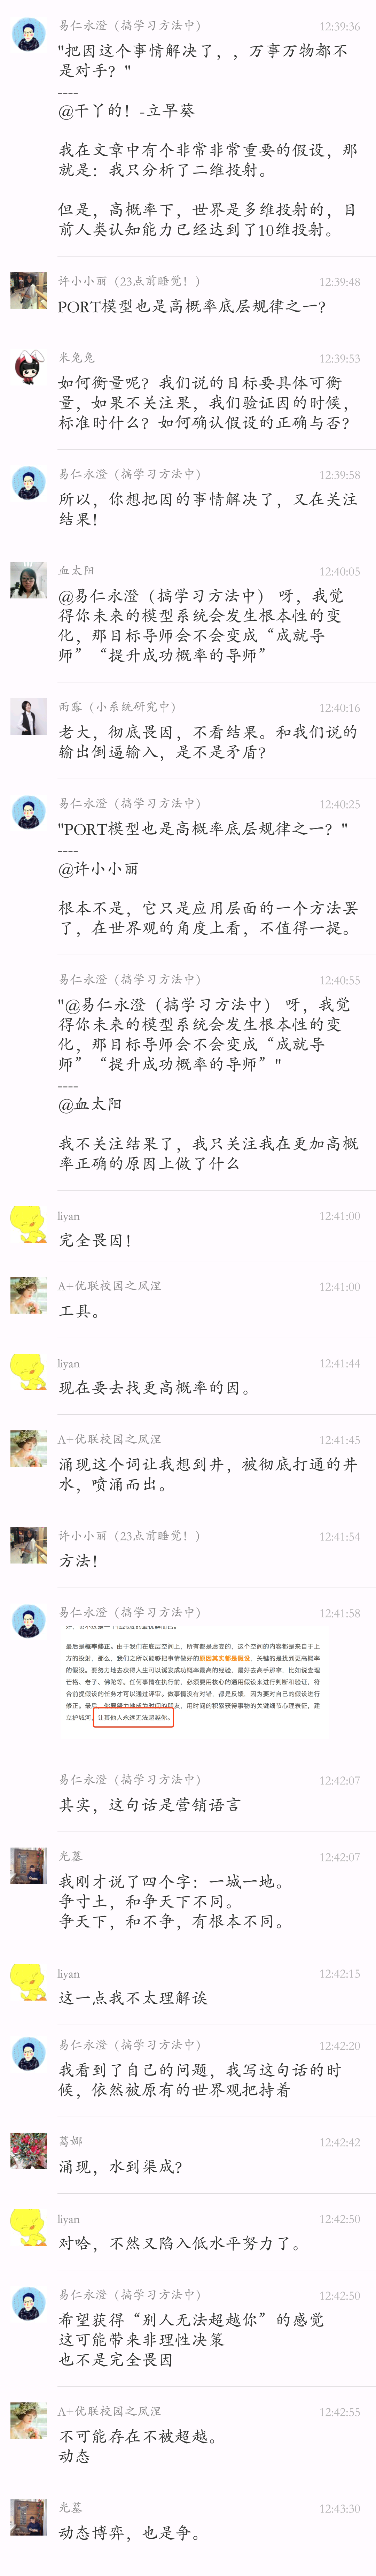 易仁永澄（搞学习方法中） 12:39:36
"把因这个事情解决了，，万事万物都不
是对手？"
----
@干丫的！-立早葵
我在文章中有个非常非常重要的假设，那
就是：我只分析了二维投射。
但是，高概率下，世界是多维投射的，目
前人类认知能力已经达到了10维投射。
许小小丽（23点前睡觉！） 12:39:48
PORT模型也是高概率底层规律之一？
米兔兔 12:39:53
如何衡量呢？我们说的目标要具体可衡
量，如果不关注果，我们验证因的时候，
标准时什么？如何确认假设的正确与否？
易仁永澄（搞学习方法中） 12:39:58
所以，你想把因的事情解决了，又在关注
结果！
血太阳 12:40:05
@易仁永澄（搞学习方法中） 呀，我觉
得你未来的模型系统会发生根本性的变
化，那目标导师会不会变成“成就导
师”“提升成功概率的导师”
雨露（小系统研究中） 12:40:16
老大，彻底畏因，不看结果。和我们说的
输出倒逼输入，是不是矛盾？
易仁永澄（搞学习方法中） 12:40:25
"PORT模型也是高概率底层规律之一？"
----
@许小小丽
根本不是，它只是应用层面的一个方法罢
了，在世界观的角度上看，不值得一提。
易仁永澄（搞学习方法中） 12:40:55
"@易仁永澄（搞学习方法中） 呀，我觉
得你未来的模型系统会发生根本性的变
化，那目标导师会不会变成“成就导
师”“提升成功概率的导师”"
----
@血太阳
我不关注结果了，我只关注我在更加高概
率正确的原因上做了什么
liyan 12:41:00
完全畏因！
A+优联校园之凤涅 12:41:00
工具。
liyan 12:41:44
现在要去找更高概率的因。
A+优联校园之凤涅 12:41:45
涌现这个词让我想到井，被彻底打通的井
水，喷涌而出。
许小小丽（23点前睡觉！） 12:41:54
方法！
易仁永澄（搞学习方法中） 12:41:58
最后是概率修正。由于我们在底层空间上，所有都是虚妄的，这个空间的内容都是来自于上
方的投射，那么，我们之所以能够把事情做好的原因其实都是假设，关键的是找到更高概率
的假设。要努力地去获得人生可以诱发成功概率最高的经验，最好去高手那拿，比如说查理
芒格、老子、佛陀等。任何事情在执行前，必须要用核心的通用假设来进行判断和验证，符
合前提假设的任务才可以通过评审。做事情没有对错，都是反馈，因为对自己的假设进行
修正。最后，你要努力地成为时间的朋友，用时间的积累获得事物的关键细节心理表征，建
立护城河，让其他人永远无法超越你。
易仁永澄（搞学习方法中） 12:42:07
其实，这句话是营销语言
光墓 12:42:07
我刚才说了四个字：一城一地。
争寸土，和争天下不同。
争天下，和不争，有根本不同。
liyan 12:42:15
这一点我不太理解诶
易仁永澄（搞学习方法中） 12:42:20
我看到了自己的问题，我写这句话的时
候，依然被原有的世界观把持着
葛娜 12:42:42
涌现，水到渠成？
liyan 12:42:50
对哈，不然又陷入低水平努力了。
易仁永澄（搞学习方法中） 12:42:50
希望获得“别人无法超越你”的感觉
这可能带来非理性决策
也不是完全畏因
A+优联校园之凤涅 12:42:55
不可能存在不被超越。
动态
光墓 12:43:30
动态博弈，也是争。